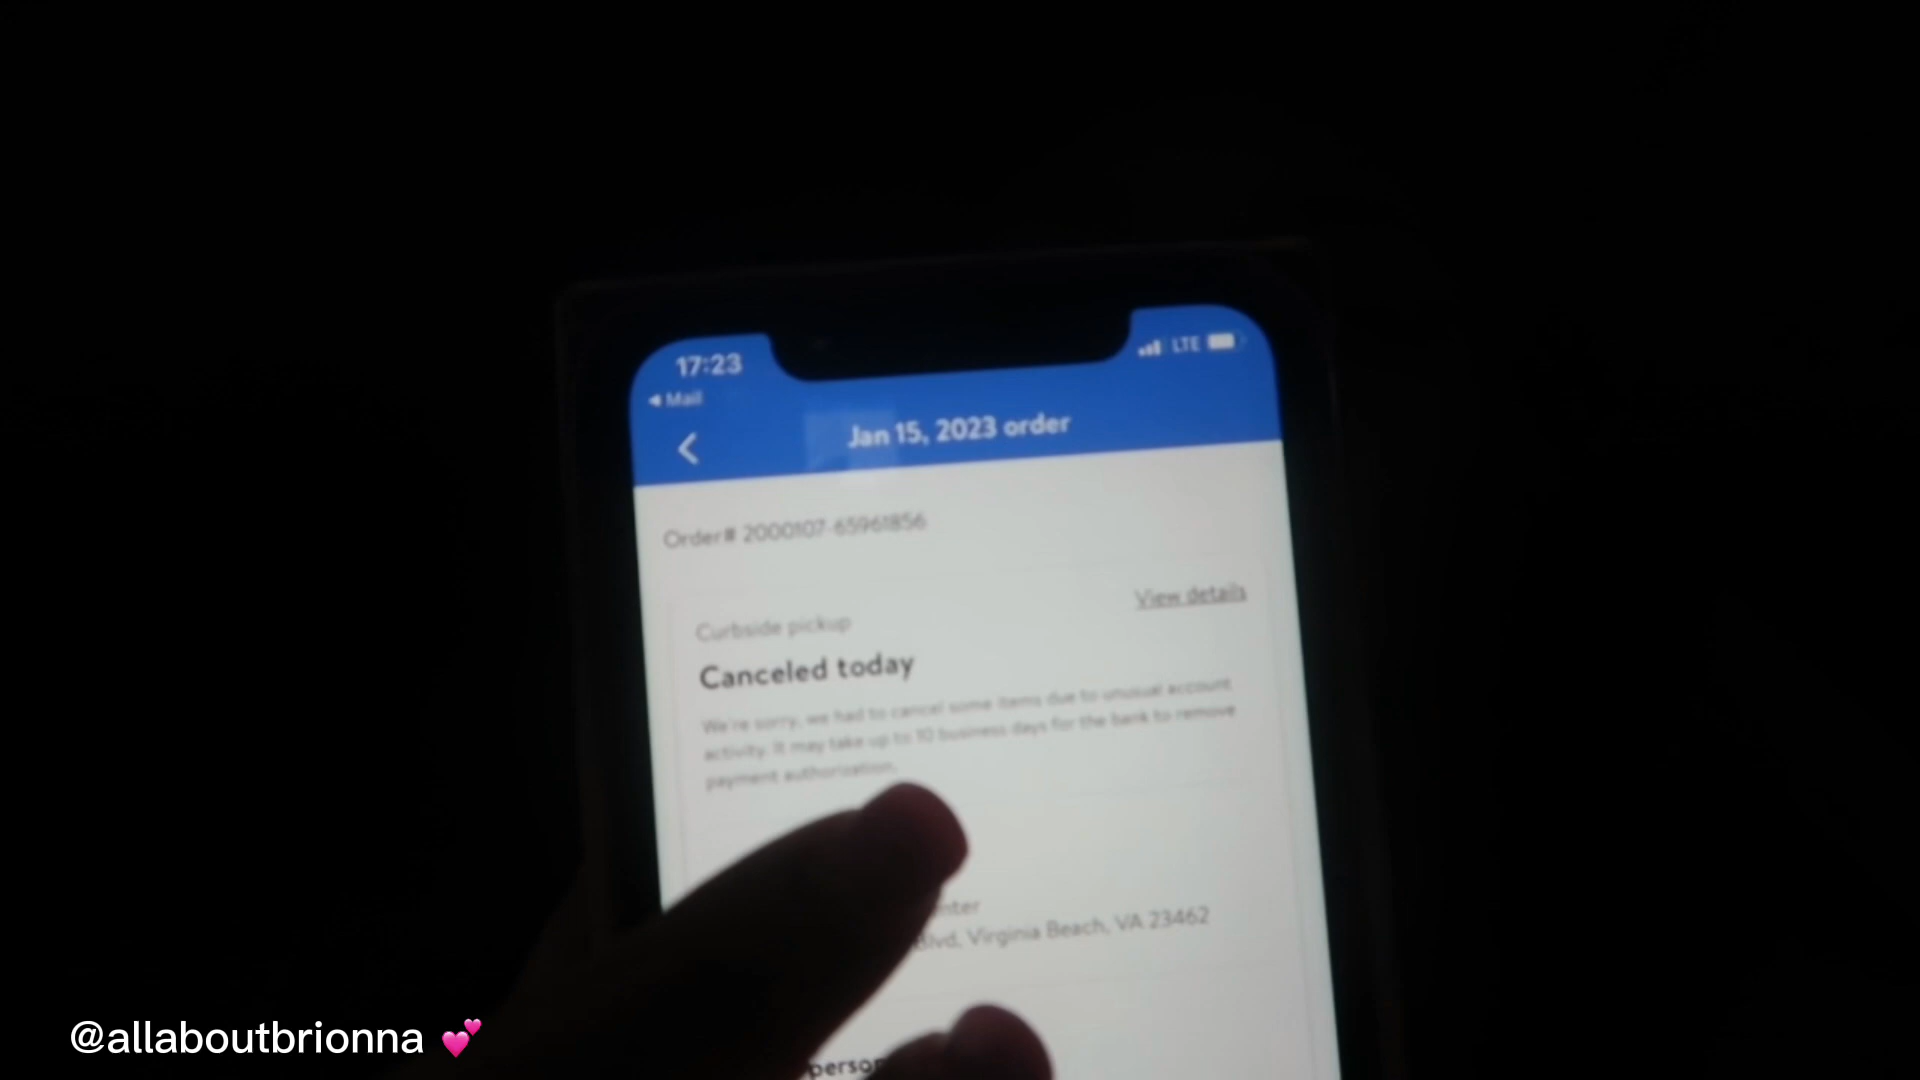 17:23
LTE
Mail
Jan 15, 2023 order
Order# 2000107-65961856
View details
Curbside pickup
Canceled today
We're sorry, we had to cancel some items due to unusual account
activity. It may take up to 10 business days for the bank to remove
payment authorization.
Blvd, Virginia Beach, VA 23462
@allaboutbrionna 💕